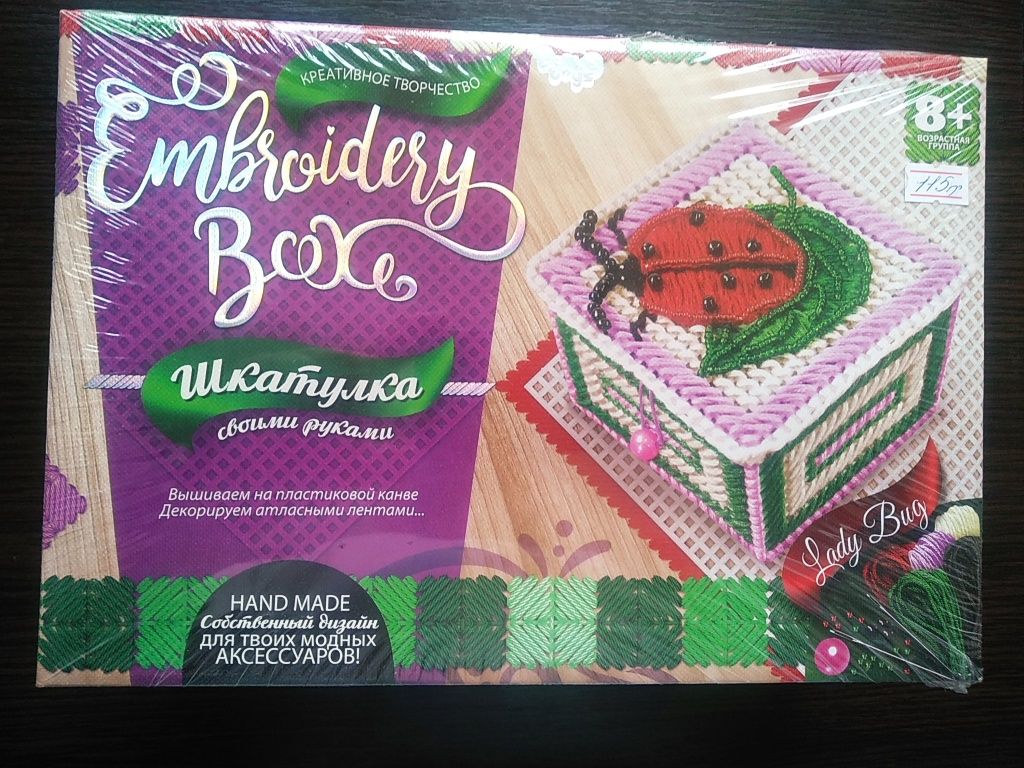 КРЕАТИВНОЕ ТВОРЧЕСТВО
Embroidery
Box
8+
ВОЗРАСТНАЯ
ГРУППА
115г
Шкатулка
своими руками
Вышиваем на пластиковой канве
Декорируем атласными лентами...
Lady Bug
HAND MADE
Собственный дизайн
ДЛЯ ТВОИХ МОДНЫХ
АКСЕССУАРОВ!